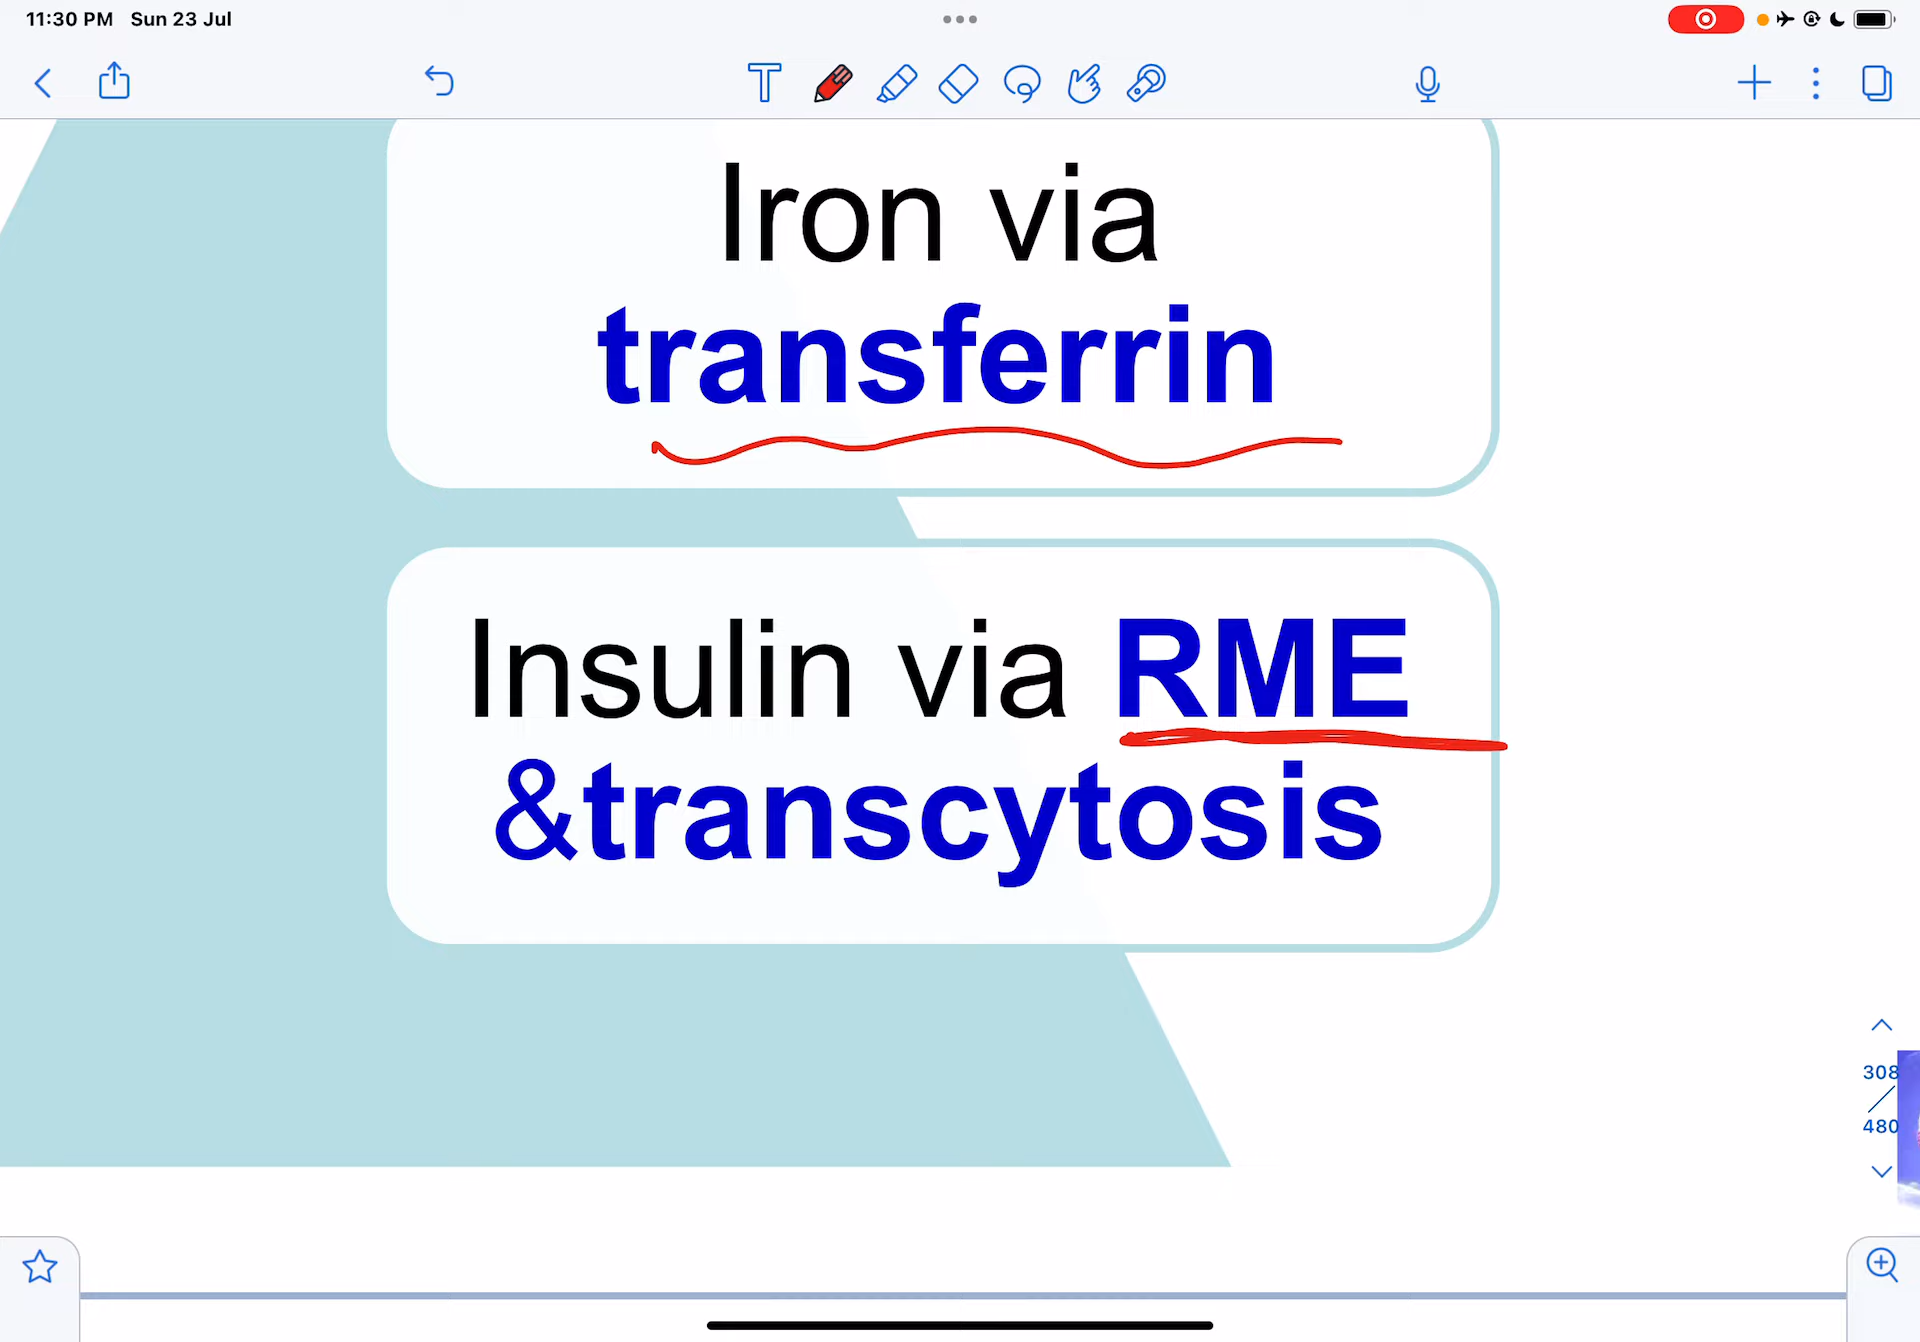 11:30 PM Sun 23 Jul
T
Iron via
transferrin
Insulin via RME
&transcytosis
308
480